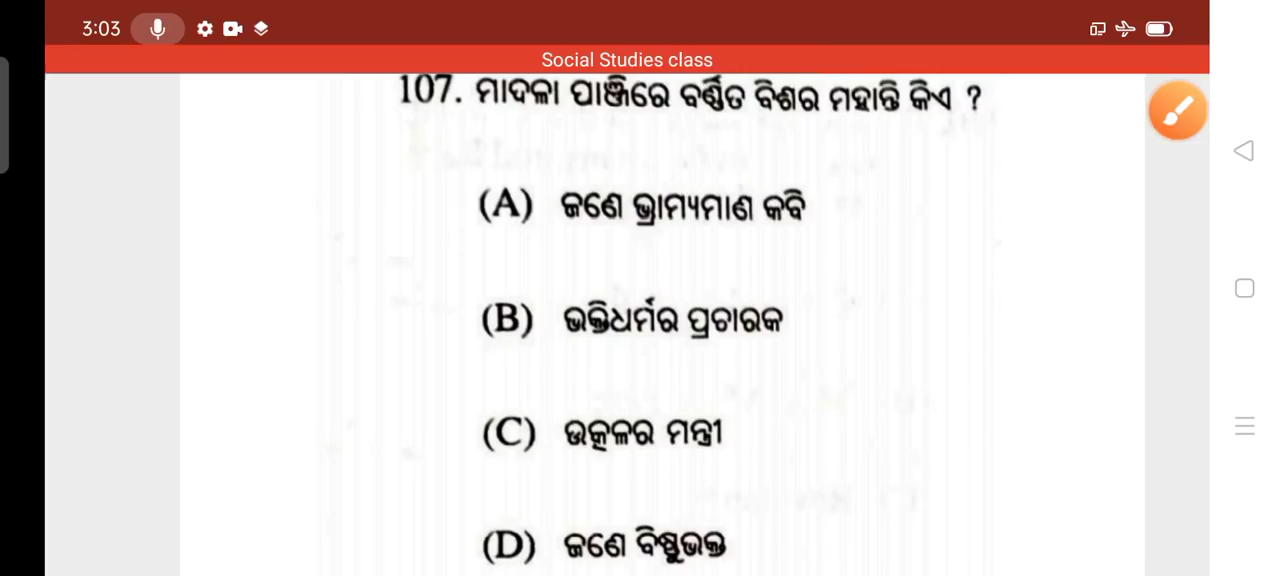 3:03
Social Studies class
107. ମାଦଳା ପାଞ୍ଜିରେ ବର୍ଣ୍ଣିତ ବିଶର ମହାନ୍ତି କିଏ ?
(A) ଜଣେ ଭ୍ରାମ୍ୟମାଣ କବି
(B) ଭକ୍ତିଧର୍ମର ପ୍ରଚାରକ
(C) ଉତ୍କଳର ମନ୍ତ୍ରୀ
(D) ଜଣେ ବିଷ୍ଣୁଭକ୍ତ